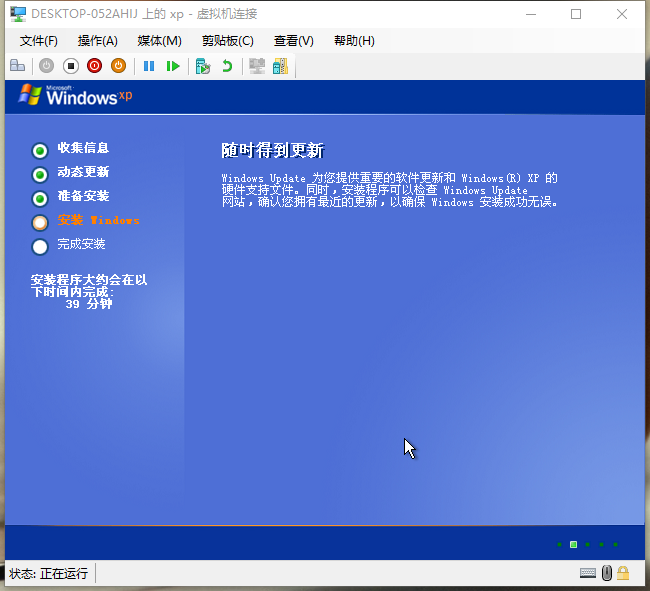 DESKTOP-052AHIJ 上的 xp - 虚拟机连接
文件(F) 操作(A) 媒体(M) 剪贴板(C) 查看(V) 帮助(H)
Microsoft
Windows xp
收集信息
动态更新
准备安装
安装 Windows
完成安装
安装程序大约会在以
下时间内完成:
39 分钟
随时得到更新
Windows Update 为您提供重要的软件更新和 Windows(R) XP 的
硬件支持文件。同时,安装程序可以检查 Windows Update
网站,确认您拥有最近的更新,以确保 Windows 安装成功无误。
状态: 正在运行